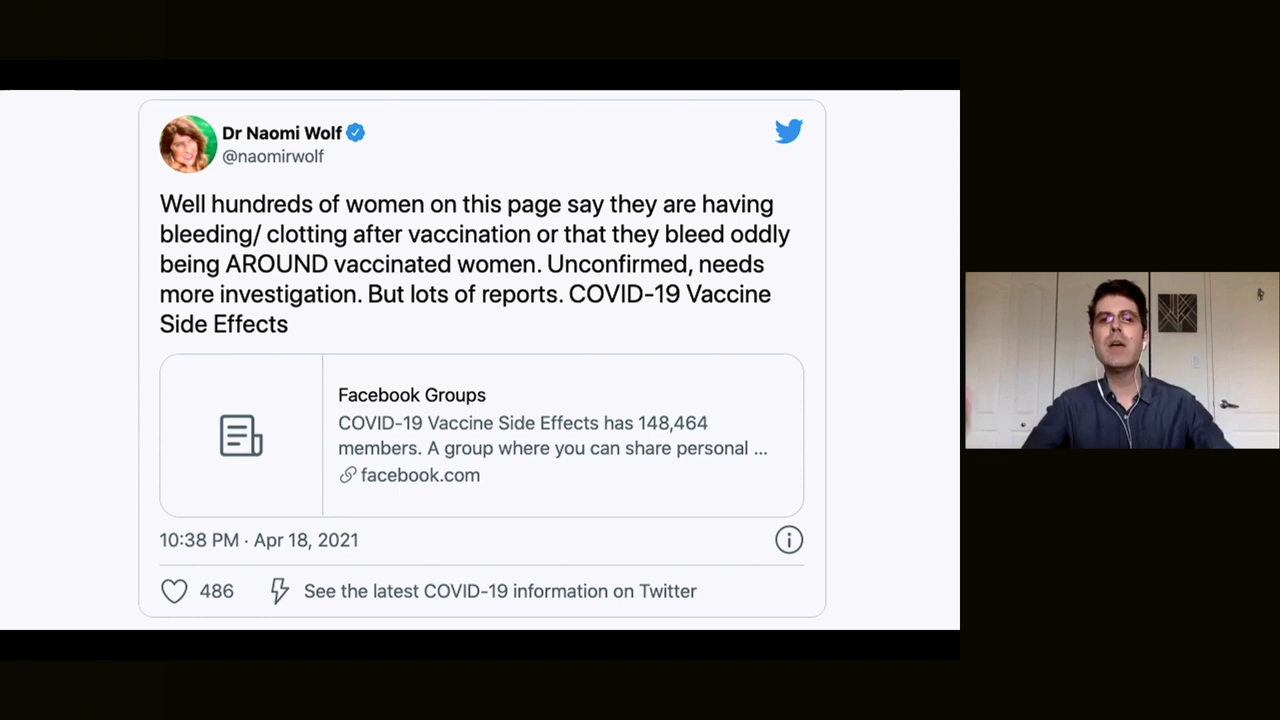 Dr Naomi Wolf
@naomirwolf
Well hundreds of women on this page say they are having
bleeding/ clotting after vaccination or that they bleed oddly
being AROUND vaccinated women. Unconfirmed, needs
more investigation. But lots of reports. COVID-19 Vaccine
Side Effects
Facebook Groups
COVID-19 Vaccine Side Effects has 148,464
members. A group where you can share personal ...
facebook.com
10:38 PM · Apr 18, 2021
486 See the latest COVID-19 information on Twitter